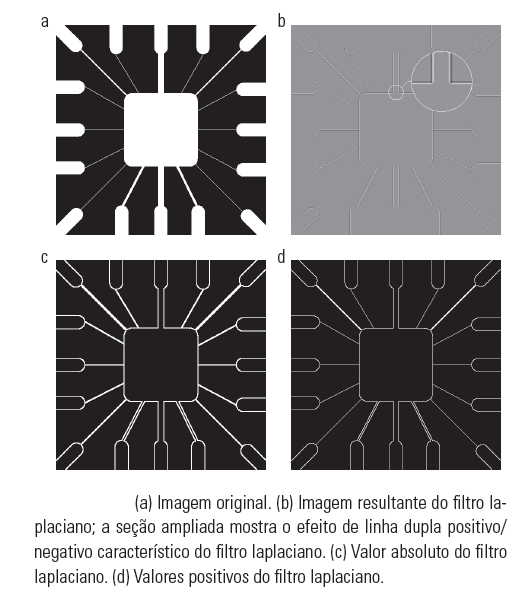 a
b
c
d
(a) Imagem original. (b) Imagem resultante do filtro la-
placiano; a seção ampliada mostra o efeito de linha dupla positivo/
negativo característico do filtro laplaciano. (c) Valor absoluto do filtro
laplaciano. (d) Valores positivos do filtro laplaciano.